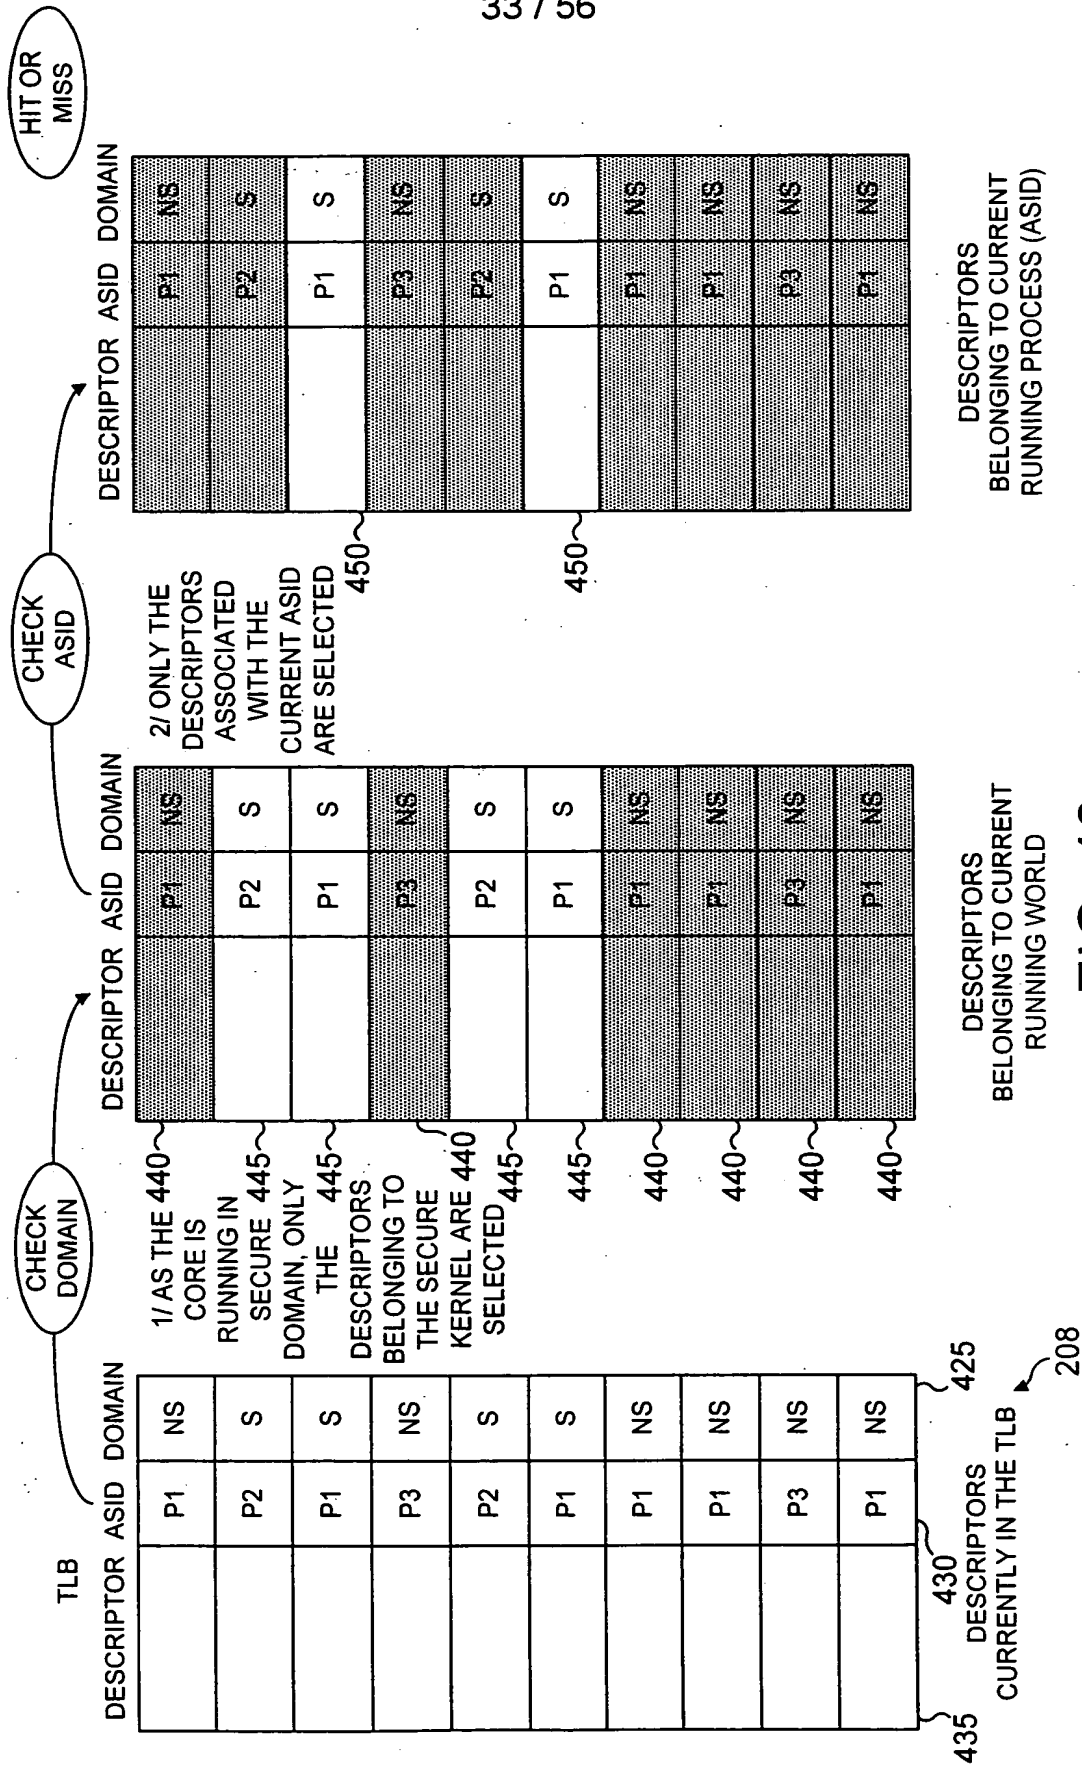 33 / 56
TLB
DESCRIPTOR ASID DOMAIN
P1 NS
P2 S
P1 S
P3 NS
P2 S
P1 S
P1 NS
P1 NS
P3 NS
P1 NS
435
430
425
DESCRIPTORS
CURRENTLY IN THE TLB
208
CHECK
DOMAIN
1/ AS THE
CORE IS
RUNNING IN
SECURE
DOMAIN, ONLY
THE
DESCRIPTORS
BELONGING TO
THE SECURE
KERNEL ARE
SELECTED
440
445
445
440
445
445
440
440
440
440
DESCRIPTOR ASID DOMAIN
P1 NS
P2 S
P1 S
P3 NS
P2 S
P1 S
P1 NS
P1 NS
P3 NS
P1 NS
DESCRIPTORS
BELONGING TO CURRENT
RUNNING WORLD
CHECK
ASID
2/ ONLY THE
DESCRIPTORS
ASSOCIATED
WITH THE
CURRENT ASID
ARE SELECTED
450
450
DESCRIPTOR ASID DOMAIN
P1 NS
P2 S
P1 S
P3 NS
P2 S
P1 S
P1 NS
P1 NS
P3 NS
P1 NS
DESCRIPTORS
BELONGING TO CURRENT
RUNNING PROCESS (ASID)
HIT OR
MISS